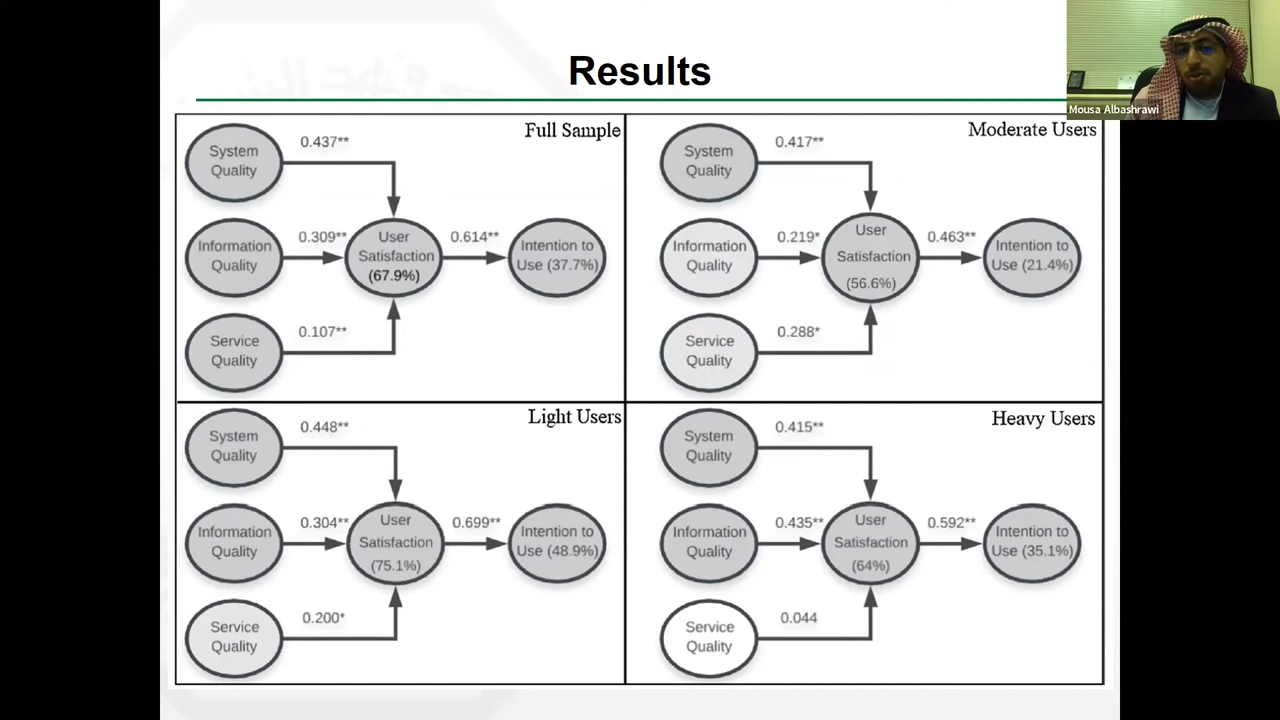 Results
Mousa Albashrawi
Full Sample
System
Quality
0.437**
Information
Quality
0.309**
User
Satisfaction
(67.9%)
0.614**
Intention to
Use (37.7%)
Service
Quality
0.107**
Moderate Users
System
Quality
0.417**
Information
Quality
0.219*
User
Satisfaction
(56.6%)
0.463**
Intention to
Use (21.4%)
Service
Quality
0.288*
Light Users
System
Quality
0.448**
Information
Quality
0.304**
User
Satisfaction
(75.1%)
0.699**
Intention to
Use (48.9%)
Service
Quality
0.200*
Heavy Users
System
Quality
0.415**
Information
Quality
0.435**
User
Satisfaction
(64%)
0.592**
Intention to
Use (35.1%)
Service
Quality
0.044